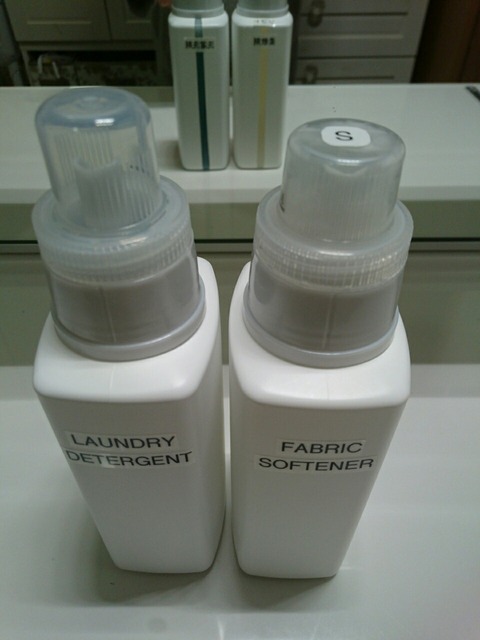 S
LAUNDRY
DETERGENT
FABRIC
SOFTENER